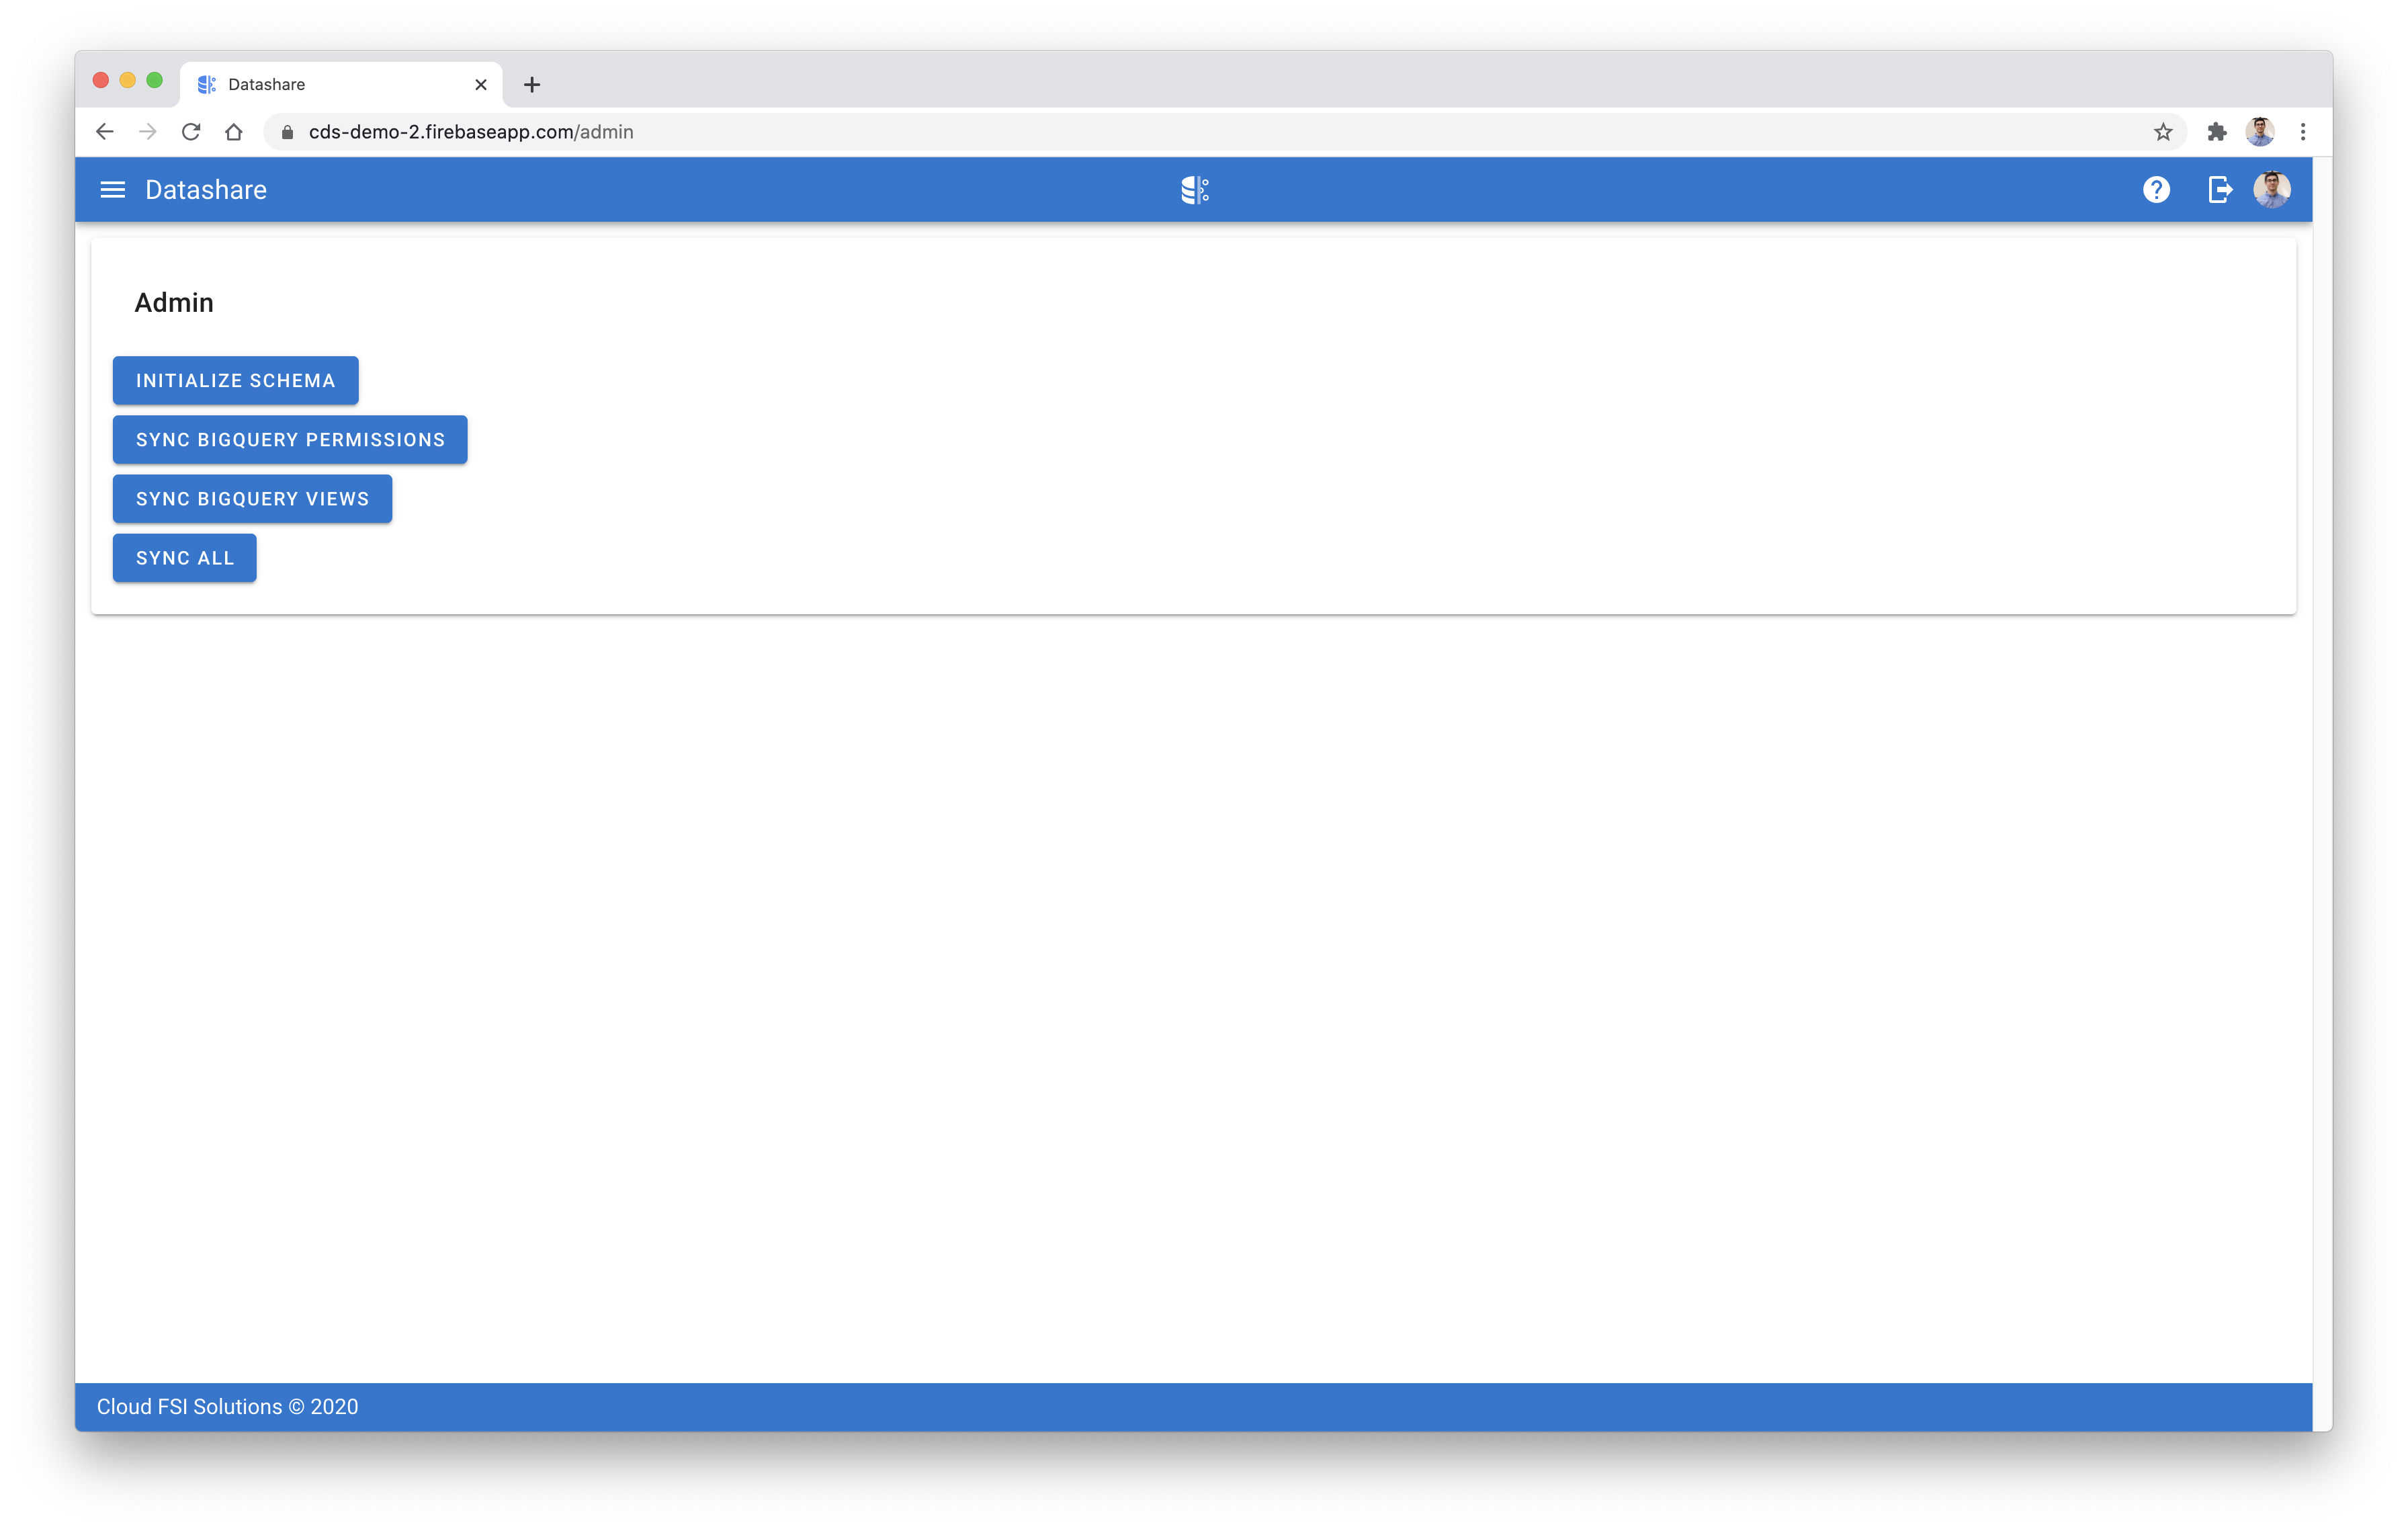 Datashare
cds-demo-2.firebaseapp.com/admin
Datashare
Admin
INITIALIZE SCHEMA
SYNC BIGQUERY PERMISSIONS
SYNC BIGQUERY VIEWS
SYNC ALL
Cloud FSI Solutions © 2020